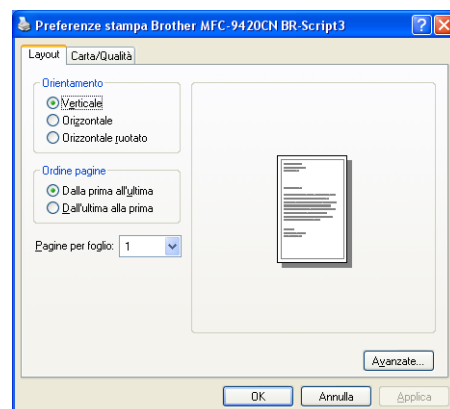 Preferenze stampa Brother MFC-9420CN BR-Script3
Layout Carta/Qualità
Orientamento
Verticale
Orizzontale
Orizzontale ruotato
Ordine pagine
Dalla prima all'ultima
Dall'ultima alla prima
Pagine per foglio: 1
Avanzate...
OK Annulla Applica